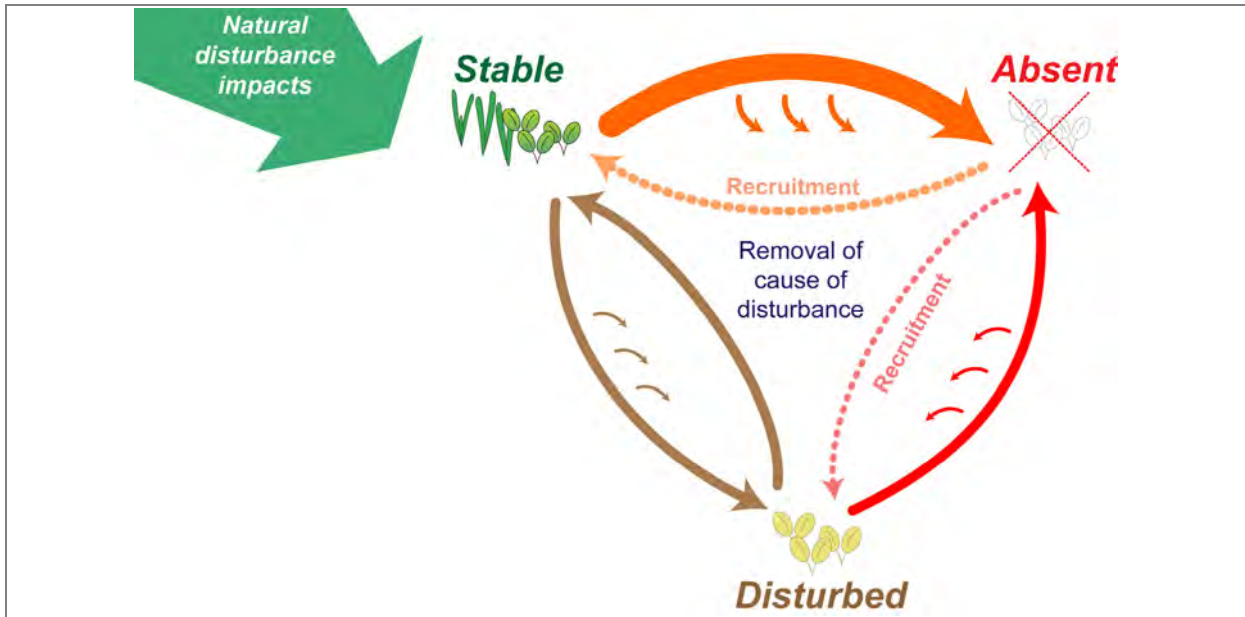 Natural
disturbance
impacts
Stable
Absent
Recruitment
Removal of
cause of
disturbance
Recruitment
Disturbed